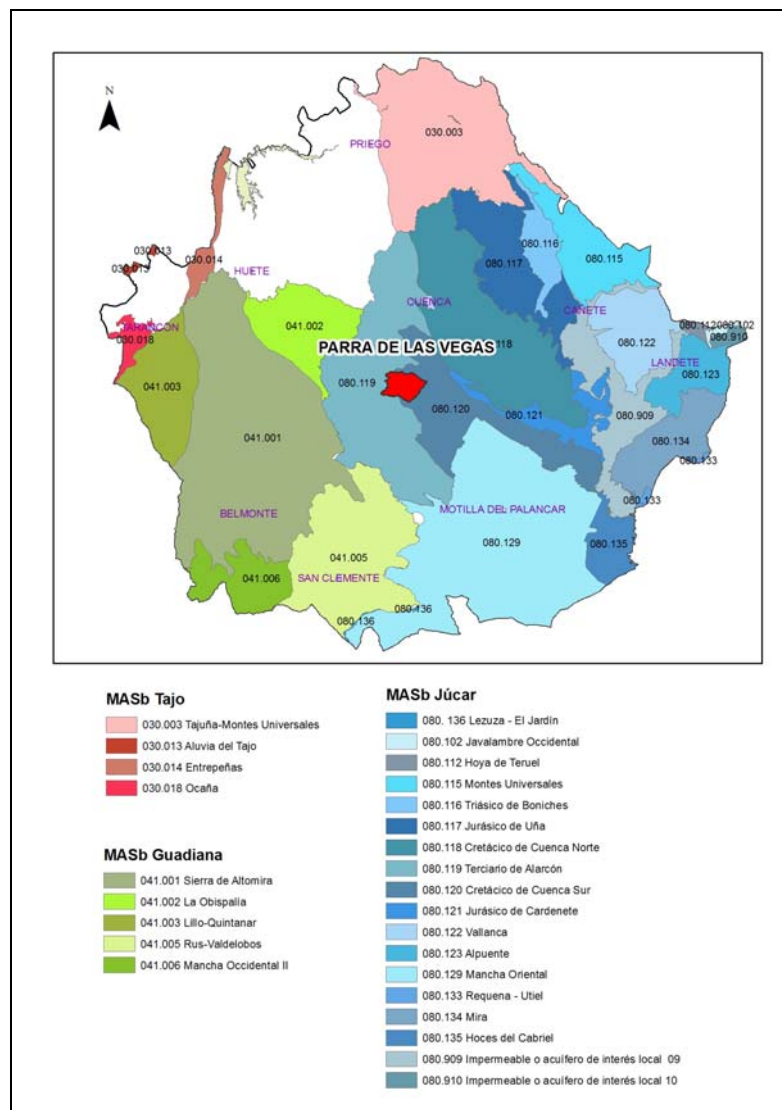 N
PRIEGO
030.003
030.013
030.013
030.014
080.116
080.115
HUETE
080.117
CUENCA
CAÑETE
TARANCÓN
030.018
041.002
080.122
080.910
PARRA DE LAS VEGAS
118
LANDETE
041.003
080.119
080.123
080.120
080.121
080.909
041.001
080.134
080.133
080.133
BELMONTE
MOTILLA DEL PALANCAR
080.129
080.135
041.005
041.006
SAN CLEMENTE
080.136
080.136
MASb Tajo
030.003 Tajuña-Montes Universales
030.013 Aluvia del Tajo
030.014 Entrepeñas
030.018 Ocaña
MASb Guadiana
041.001 Sierra de Altomira
041.002 La Obispalía
041.003 Lillo-Quintanar
041.005 Rus-Valdelobos
041.006 Mancha Occidental II
MASb Júcar
080. 136 Lezuza - El Jardín
080.102 Javalambre Occidental
080.112 Hoya de Teruel
080.115 Montes Universales
080.116 Triásico de Boniches
080.117 Jurásico de Uña
080.118 Cretácico de Cuenca Norte
080.119 Terciario de Alarcón
080.120 Cretácico de Cuenca Sur
080.121 Jurásico de Cardenete
080.122 Vallanca
080.123 Alpuente
080.129 Mancha Oriental
080.133 Requena - Utiel
080.134 Mira
080.135 Hoces del Cabriel
080.909 Impermeable o acuífero de interés local 09
080.910 Impermeable o acuífero de interés local 10